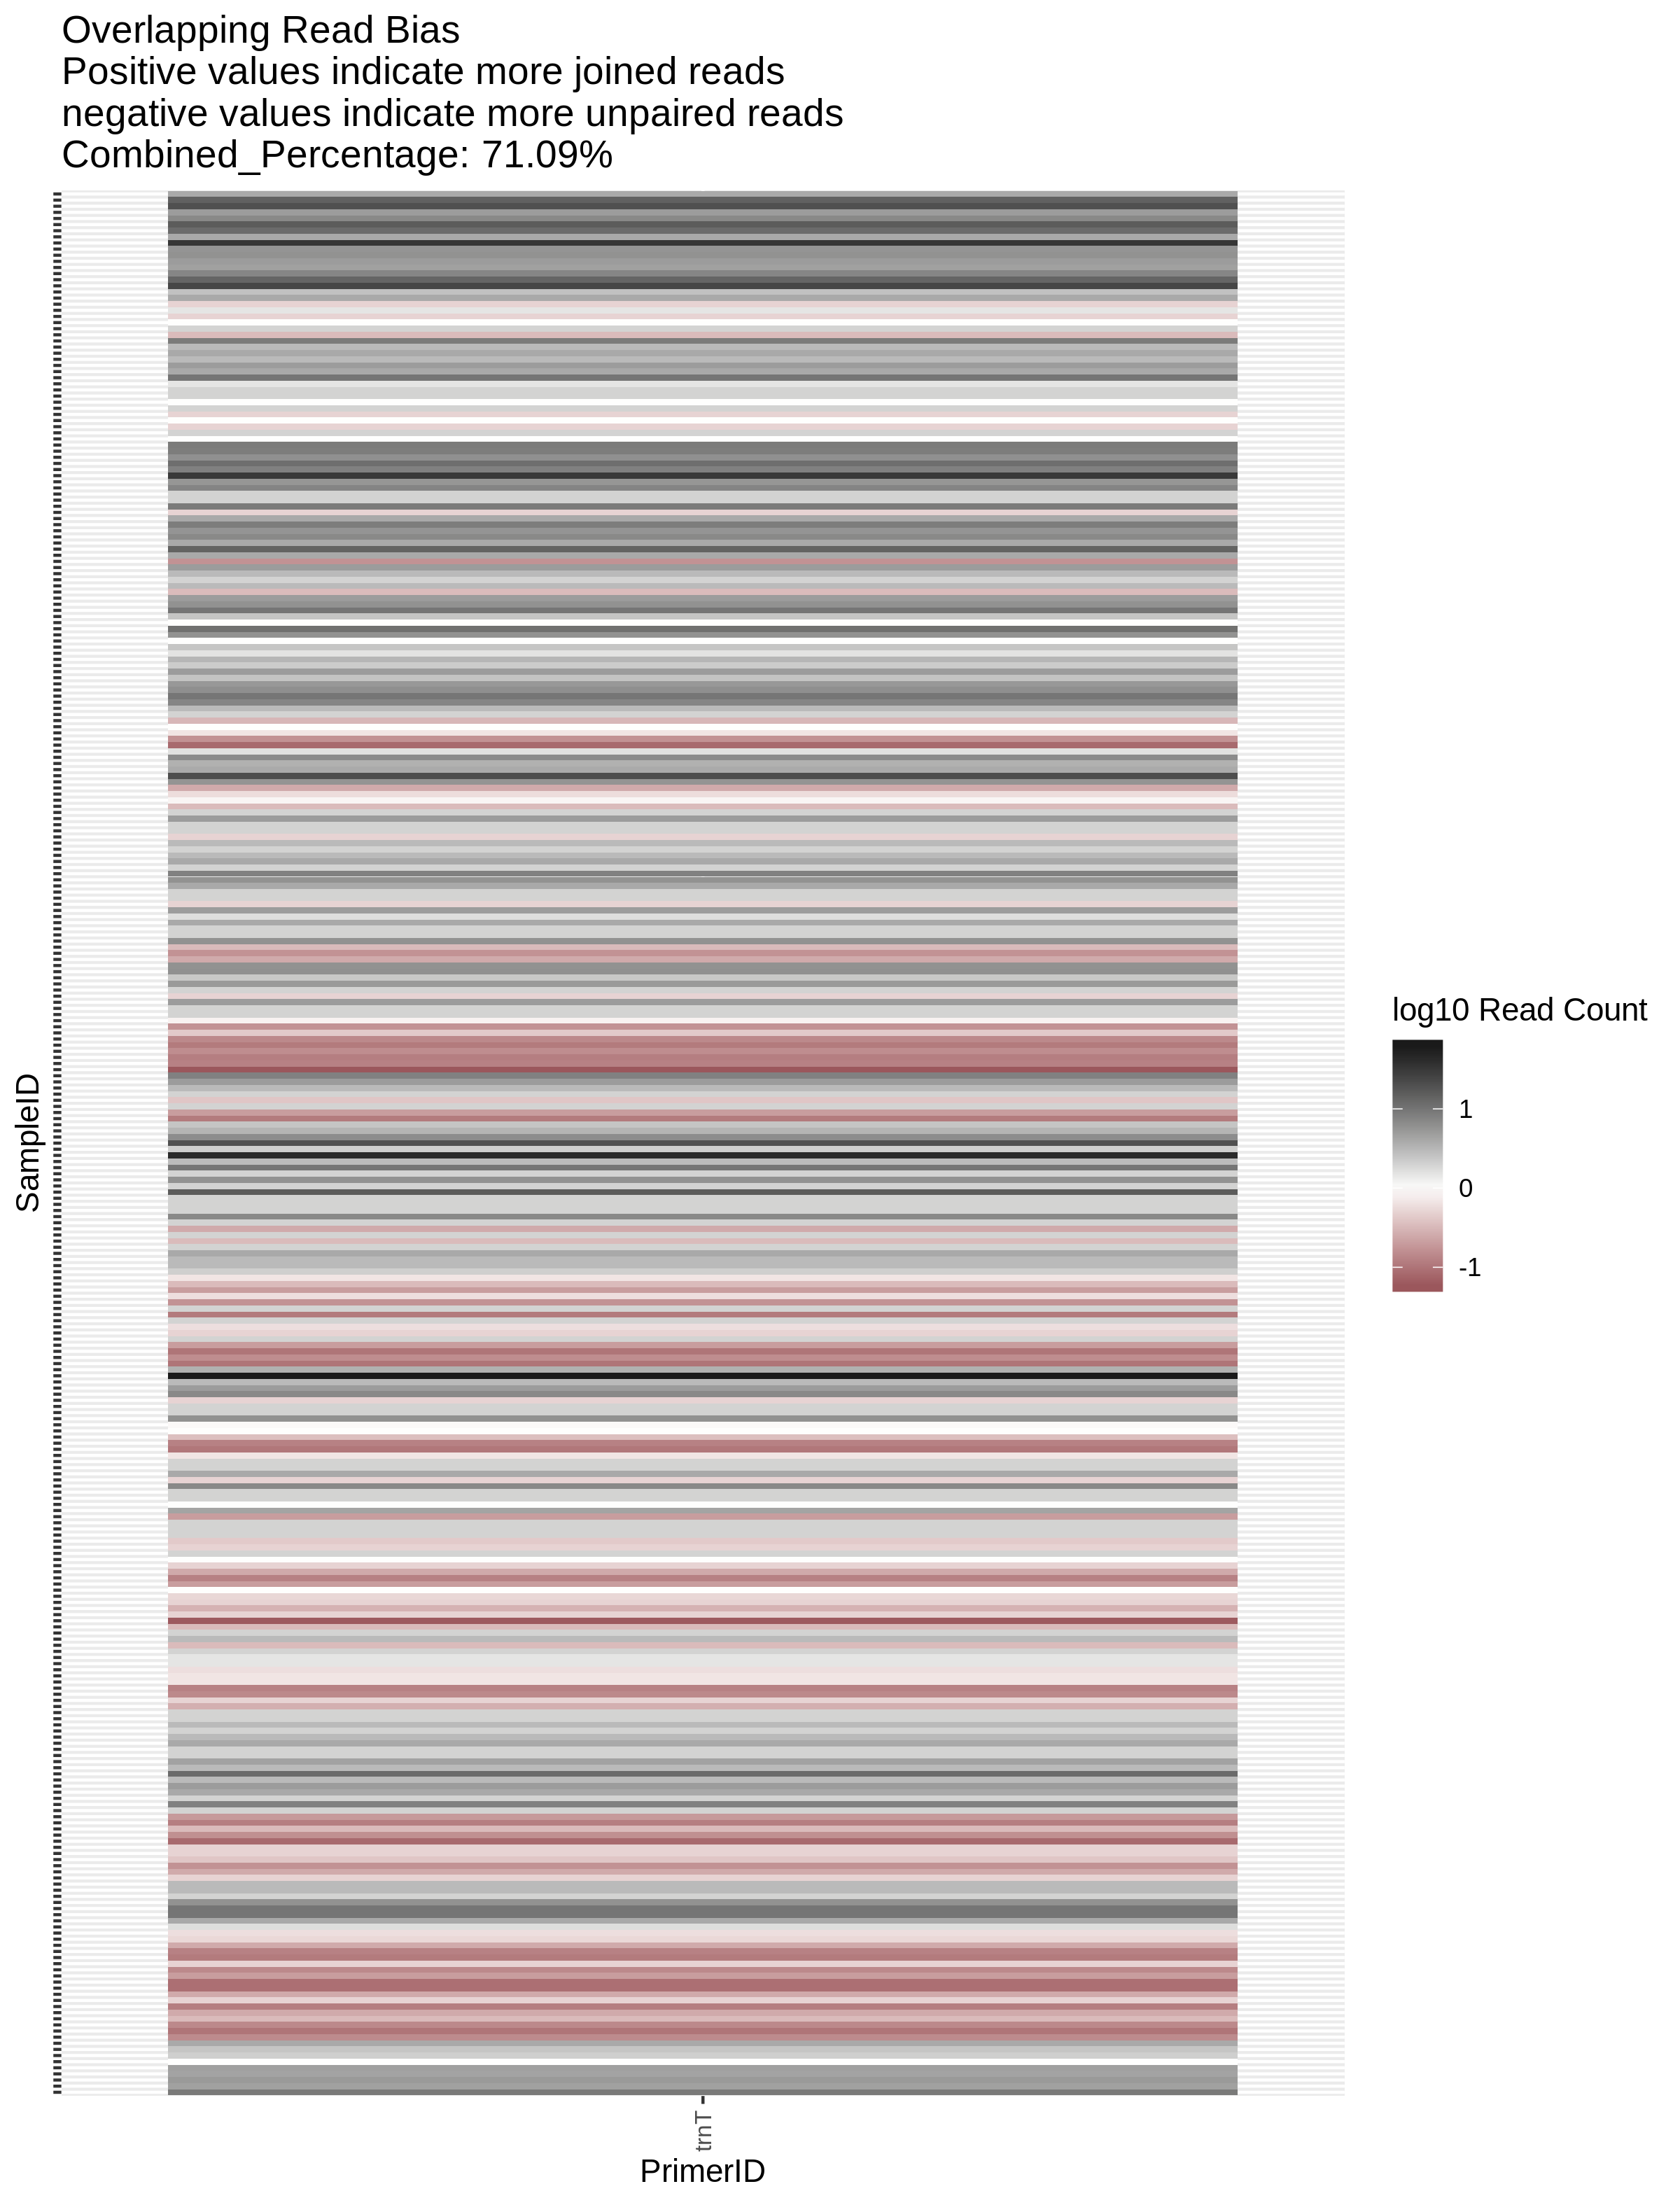 Overlapping Read Bias
Positive values indicate more joined reads
negative values indicate more unpaired reads
Combined_Percentage: 71.09%
SampleID
log10 Read Count
1
0
-1
trnT
PrimerID